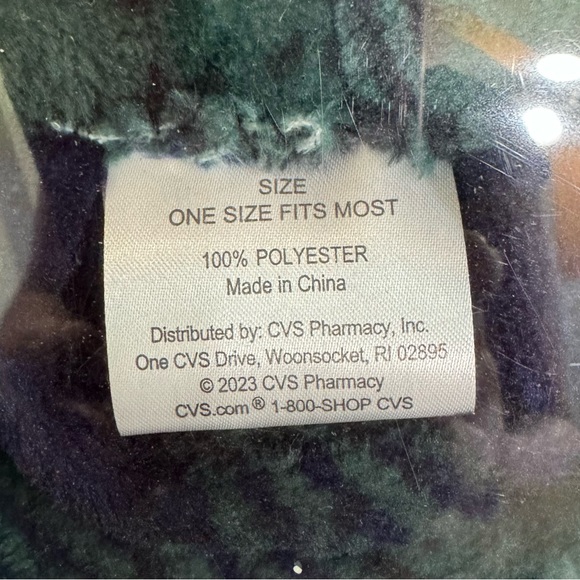 SIZE
ONE SIZE FITS MOST
100% POLYESTER
Made in China
Distributed by: CVS Pharmacy, Inc.
One CVS Drive, Woonsocket, RI 02895
© 2023 CVS Pharmacy
CVS.com® 1-800-SHOP CVS